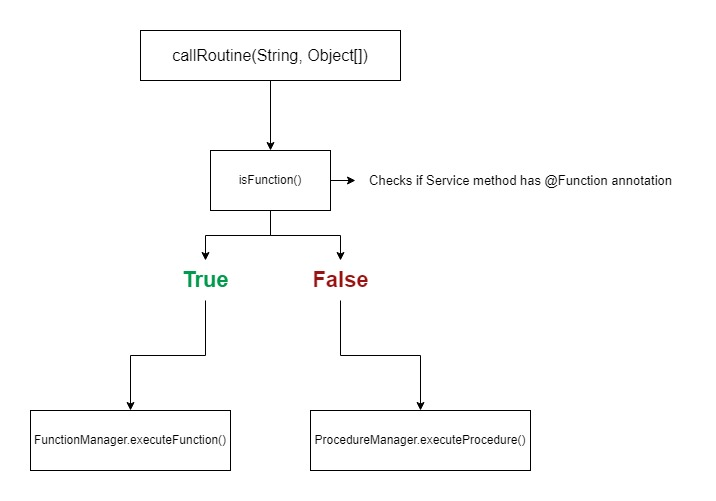 callRoutine(String, Object[])
isFunction()
Checks if Service method has @Function annotation
True
False
FunctionManager.executeFunction()
ProcedureManager.executeProcedure()